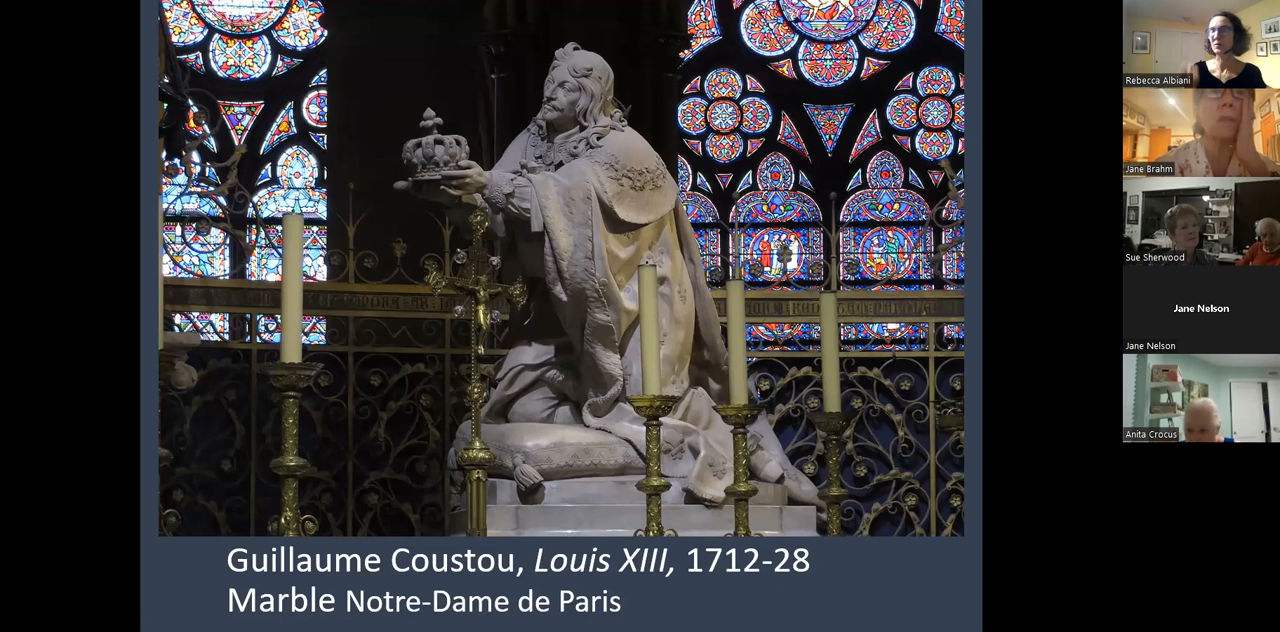 Guillaume Coustou, Louis XIII, 1712-28
Marble Notre-Dame de Paris
Rebecca Albiani
Jane Brahm
Sue Sherwood
Jane Nelson
Jane Nelson
Anita Crocus